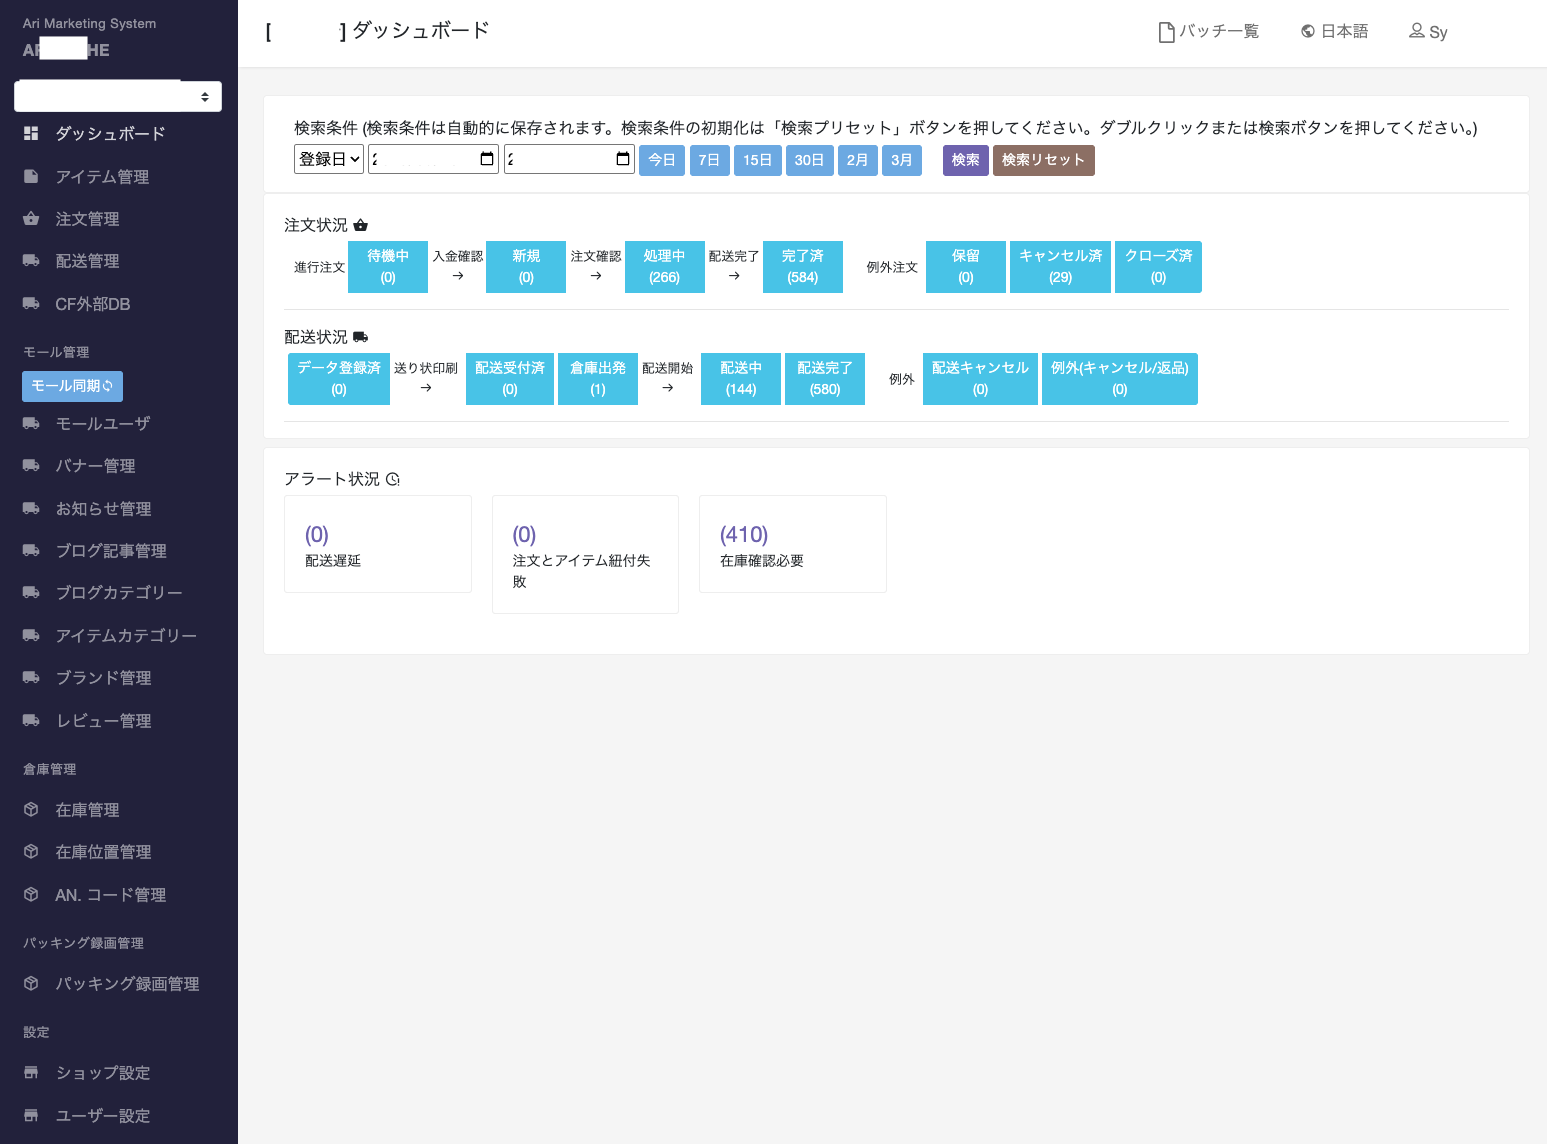 Ari Marketing System
ダッシュボード
アイテム管理
注文管理
配送管理
CF外部DB
モール管理
モール同期
モールユーザ
バナー管理
お知らせ管理
ブログ記事管理
ブログカテゴリー
アイテムカテゴリー
ブランド管理
レビュー管理
倉庫管理
在庫管理
在庫位置管理
AN. コード管理
パッキング録画管理
パッキング録画管理
設定
ショップ設定
ユーザー設定
[ ] ダッシュボード
バッチ一覧 日本語 Sy
検索条件 (検索条件は自動的に保存されます。検索条件の初期化は「検索プリセット」ボタンを押してください。ダブルクリックまたは検索ボタンを押してください。)
登録日 2 2 今日 7日 15日 30日 2月 3月 検索 検索リセット
注文状況
進行注文 待機中 (0) 入金確認 → 新規 (0) 注文確認 → 処理中 (266) 配送完了 → 完了済 (584) 例外注文 保留 (0) キャンセル済 (29) クローズ済 (0)
配送状況
データ登録済 (0) 送り状印刷 → 配送受付済 (0) 倉庫出発 (1) 配送開始 → 配送中 (144) 配送完了 (580) 例外 配送キャンセル (0) 例外(キャンセル/返品) (0)
アラート状況
(0)
配送遅延
(0)
注文とアイテム紐付失
敗
(410)
在庫確認必要